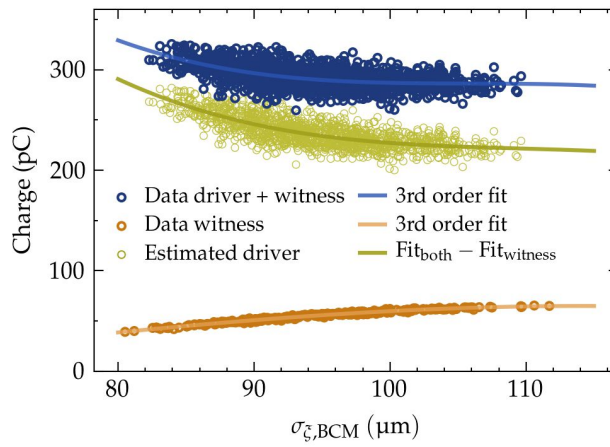 300
200
100
0
Charge (pC)
Data driver + witness
3rd order fit
Data witness
3rd order fit
Estimated driver
Fit_both − Fit_witness
80
90
100
110
σ_ξ,BCM (µm)